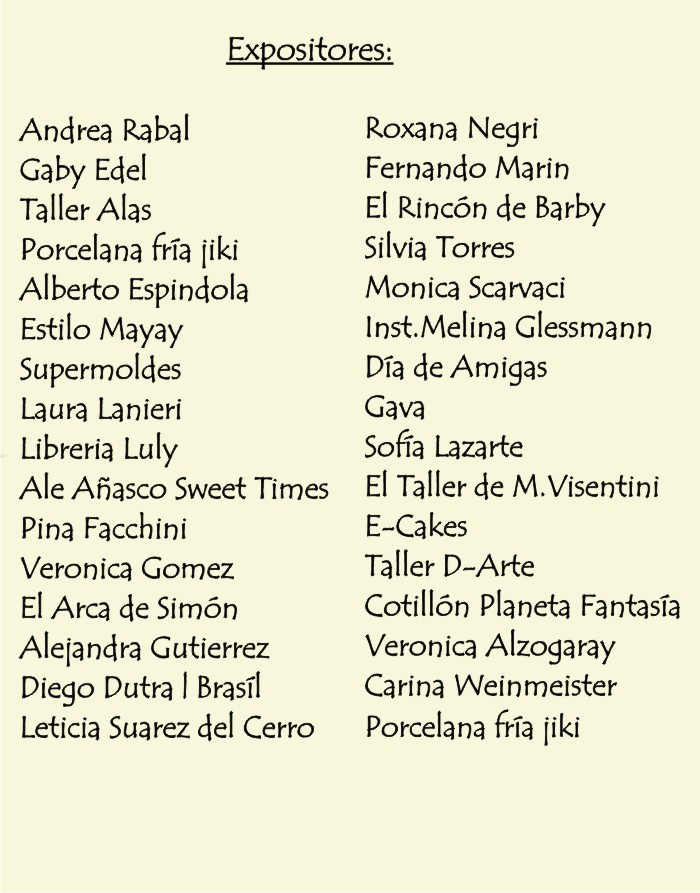 Expositores:
Andrea Rabal
Gaby Edel
Taller Alas
Porcelana fría jiki
Alberto Espindola
Estilo Mayay
Supermoldes
Laura Lanieri
Libreria Luly
Ale Añasco Sweet Times
Pina Facchini
Veronica Gomez
El Arca de Simón
Alejandra Gutierrez
Diego Dutra | Brasíl
Leticia Suarez del Cerro
Roxana Negri
Fernando Marin
El Rincón de Barby
Silvia Torres
Monica Scarvaci
Inst.Melina Glessmann
Día de Amigas
Gava
Sofía Lazarte
El Taller de M.Visentini
E-Cakes
Taller D-Arte
Cotillón Planeta Fantasía
Veronica Alzogaray
Carina Weinmeister
Porcelana fría jiki